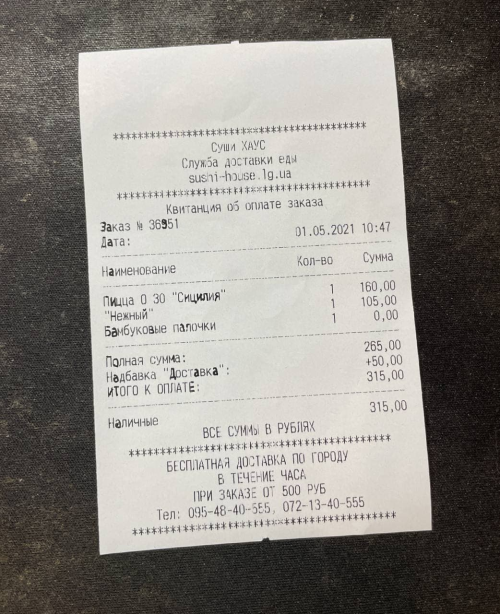 ****************************************
Суши ХАУС
Служба доставки еды
sushi-house.lg.ua
****************************************
Квитанция об оплате заказа
Заказ № 36951
Дата: 01.05.2021 10:47
Наименование Кол-во Сумма
Пицца О 30 "Сицилия" 1 160,00
"Нежный" 1 105,00
Бамбуковые палочки 1 0,00
Полная сумма: 265,00
Надбавка "Доставка": +50,00
ИТОГО К ОПЛАТЕ: 315,00
Наличные 315,00
ВСЕ СУММЫ В РУБЛЯХ
****************************************
БЕСПЛАТНАЯ ДОСТАВКА ПО ГОРОДУ
В ТЕЧЕНИЕ ЧАСА
ПРИ ЗАКАЗЕ ОТ 500 РУБ
Тел: 095-48-40-555, 072-13-40-555
****************************************